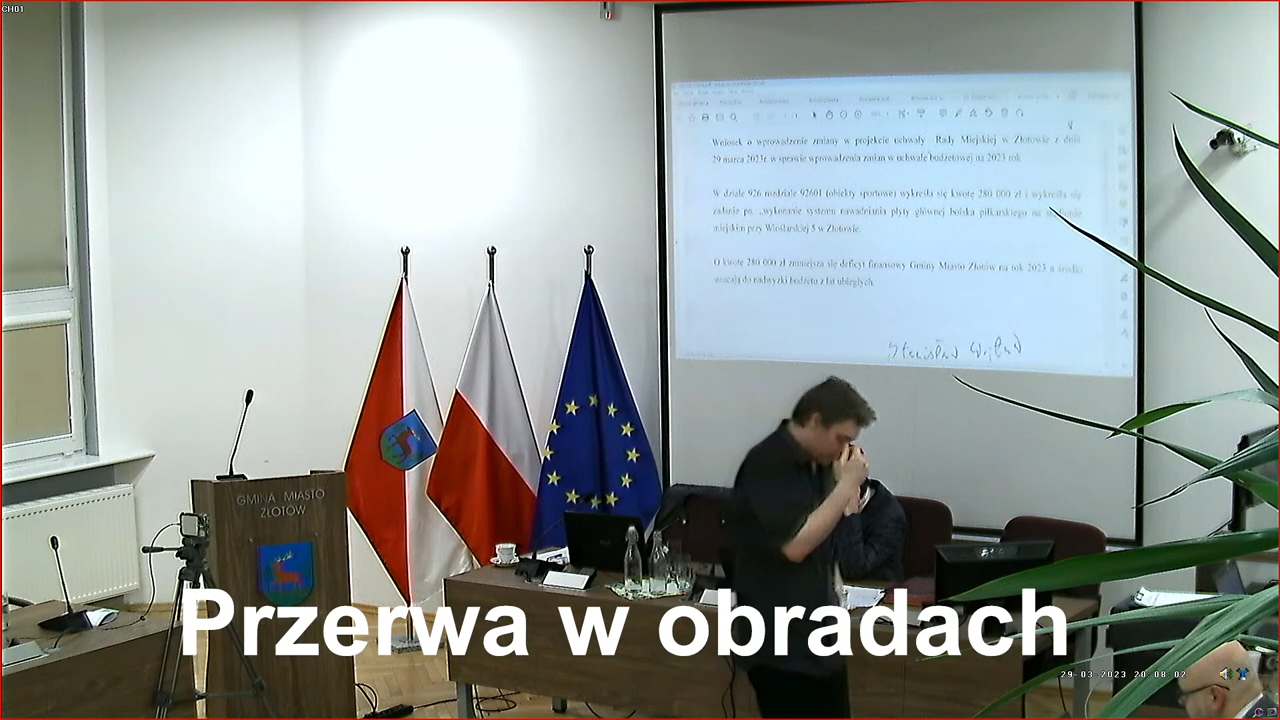 CH01
Wniosek o wprowadzenie zmiany w projekcie uchwały Rady Miejskiej w Złotowie z dnia
29 marca 2023r. w sprawie wprowadzenia zmian w uchwale budżetowej na 2023 rok
W dziale 926 rozdziale 92601 (obiekty sportowe) wykreśla się kwotę 280 000 zł i wykreśla się
zadanie pn. „wykonanie systemu nawadniania płyty głównej boiska piłkarskiego na stadionie
miejskim przy Wioślarskiej 5 w Złotowie.
O kwotę 280 000 zł zmniejsza się deficyt finansowy Gminy Miasto Złotów na rok 2023 a środki
wracają do nadwyżki budżetu z lat ubiegłych.
GMINA MIASTO
ZŁOTÓW
Przerwa w obradach
29-03-2023 20:08:02